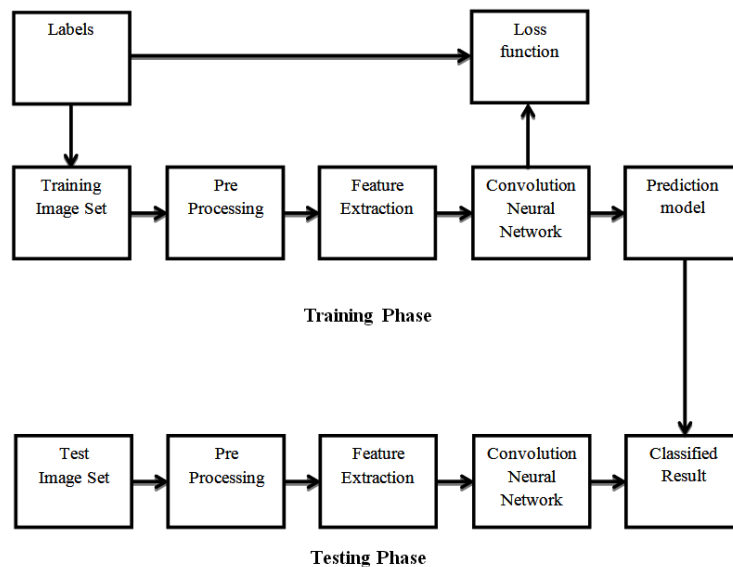 Labels
Loss
function
Training
Image Set
Pre
Processing
Feature
Extraction
Convolution
Neural
Network
Prediction
model
Training Phase
Test
Image Set
Pre
Processing
Feature
Extraction
Convolution
Neural
Network
Classified
Result
Testing Phase